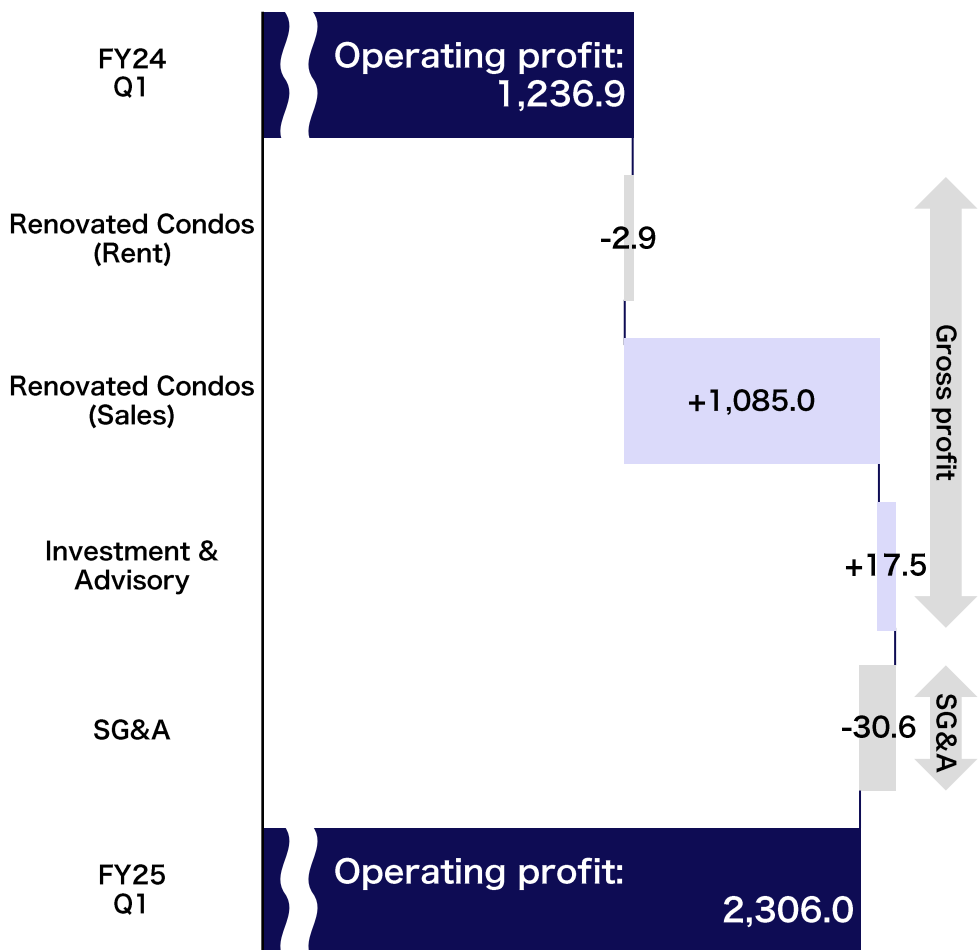 FY24
Q1
Operating profit:
1,236.9
Renovated Condos
(Rent)
-2.9
Renovated Condos
(Sales)
+1,085.0
Gross profit
Investment &
Advisory
+17.5
SG&A
-30.6
SG&A
FY25
Q1
Operating profit:
2,306.0